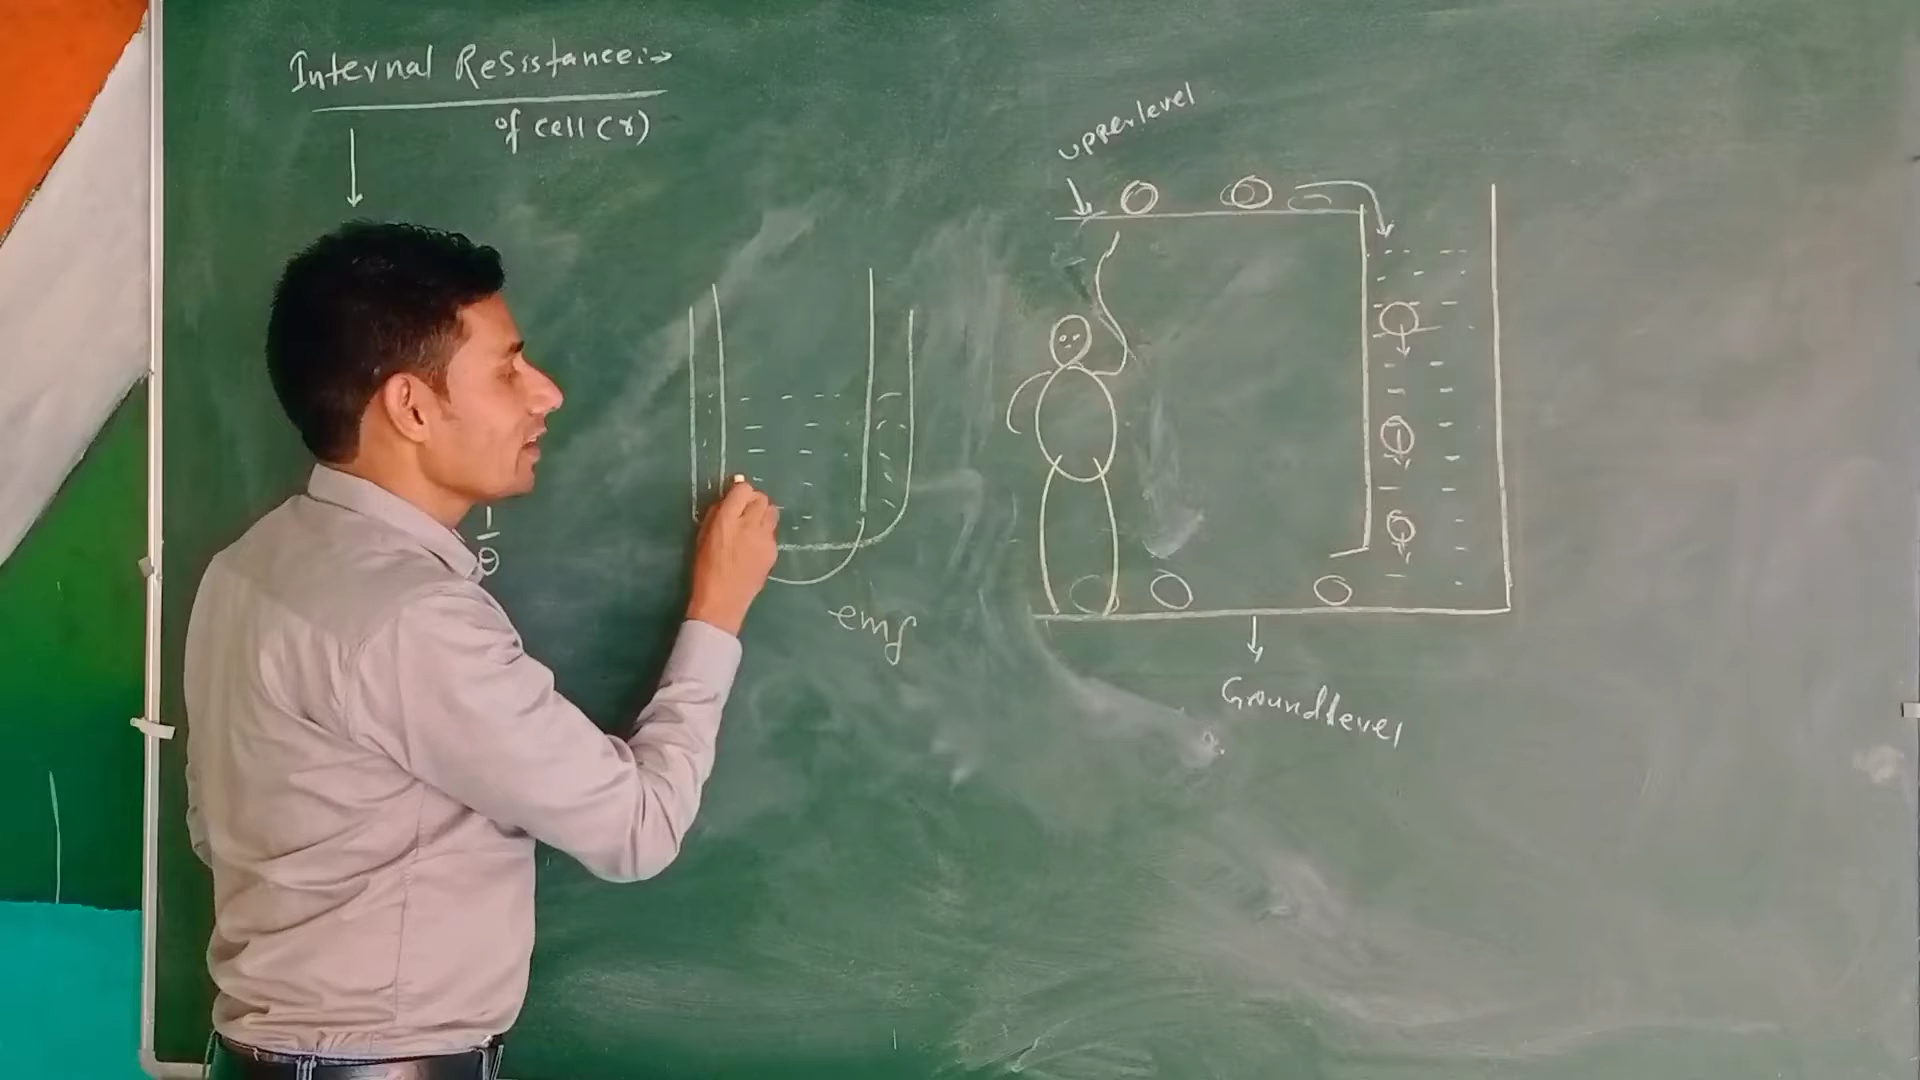 Internal Resistance:→
of cell (r)
upper level
emf
Ground level